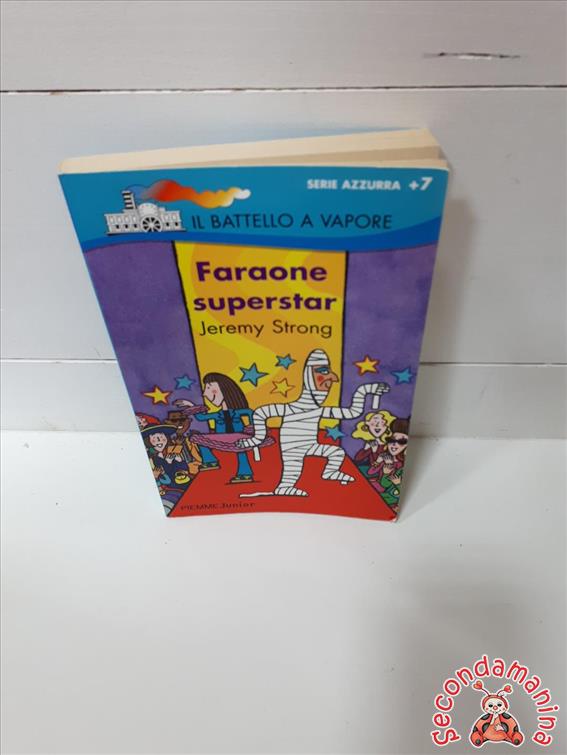 SERIE AZZURRA +7
IL BATTELLO A VAPORE
Faraone
superstar
Jeremy Strong
PIEMME Junior
Secondamanina